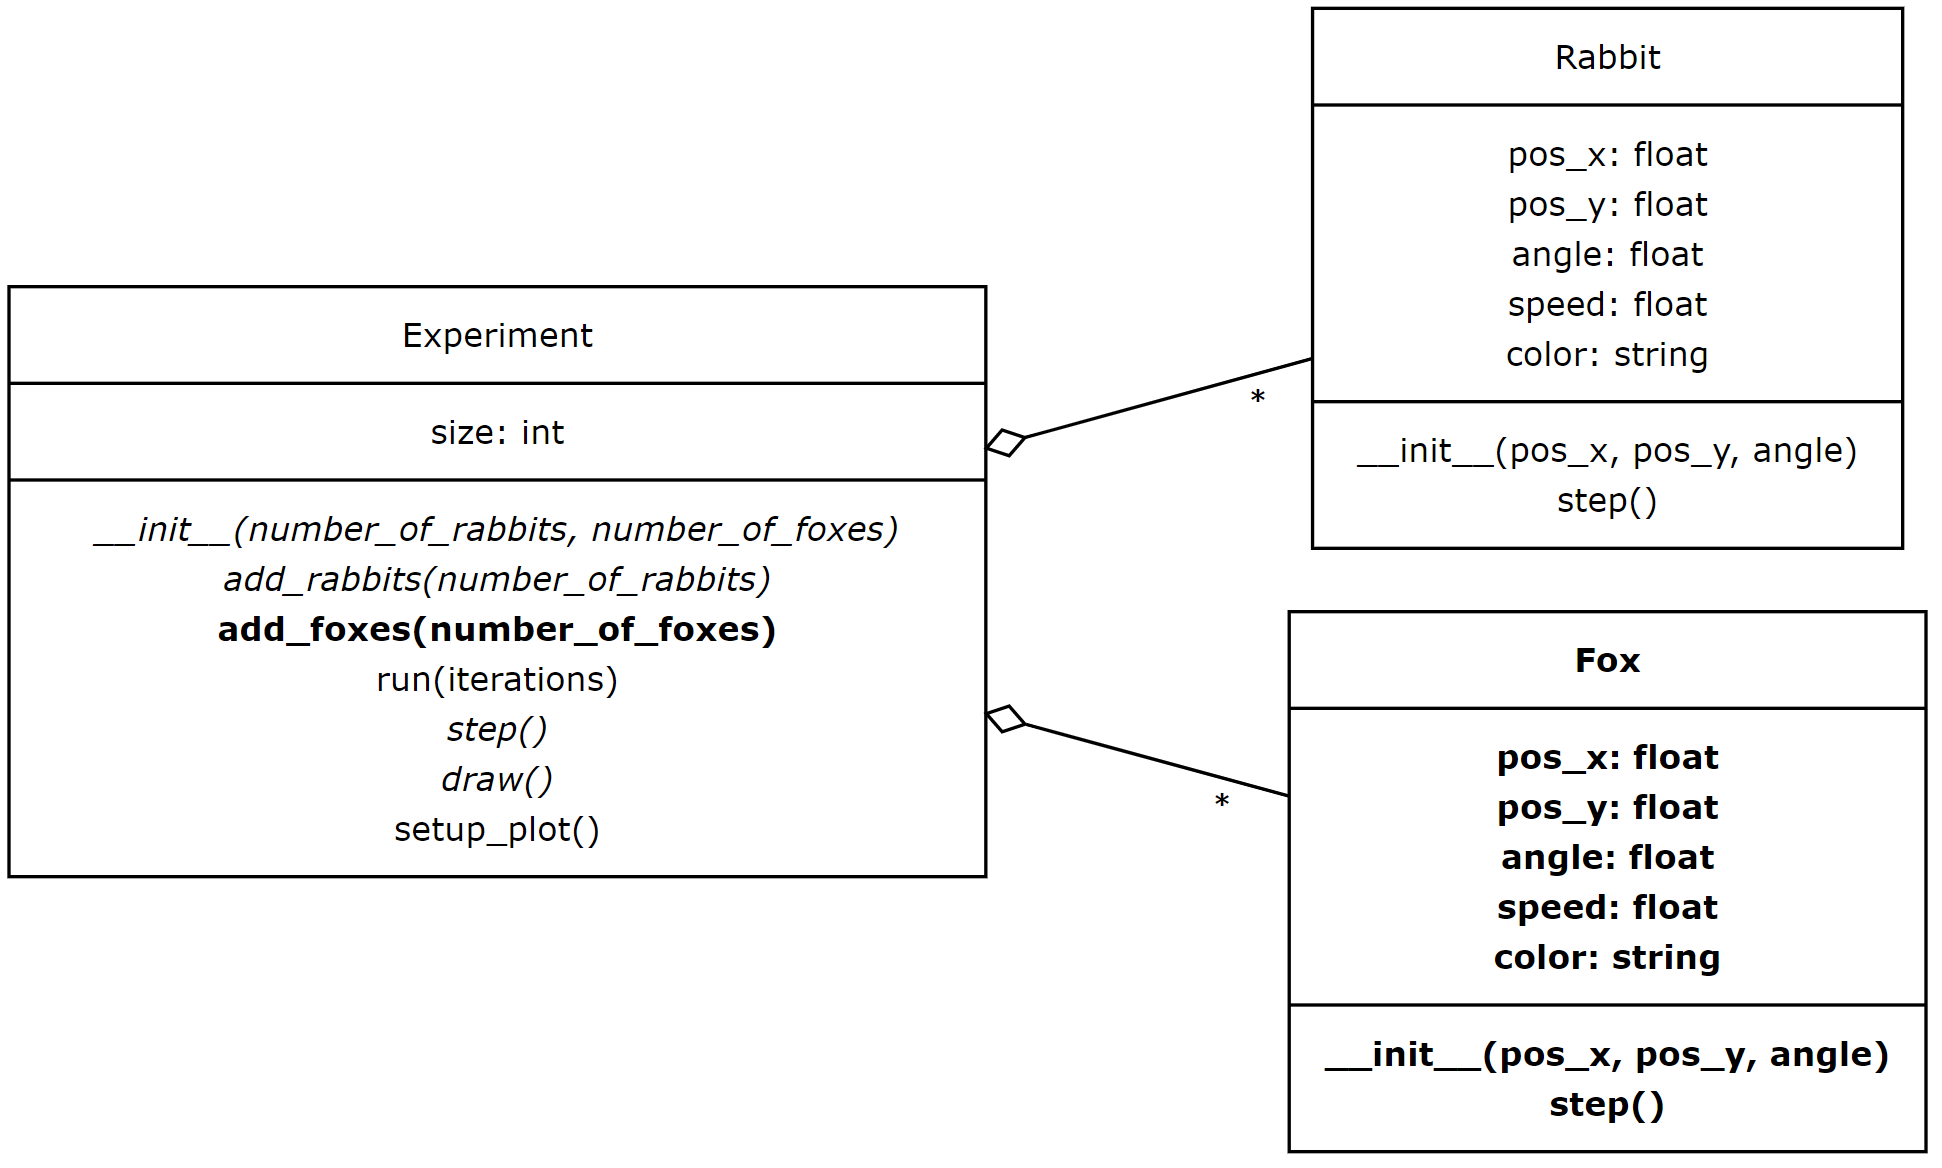 Experiment
size: int
__init__(number_of_rabbits, number_of_foxes)
add_rabbits(number_of_rabbits)
add_foxes(number_of_foxes)
run(iterations)
step()
draw()
setup_plot()
*
*
Rabbit
pos_x: float
pos_y: float
angle: float
speed: float
color: string
__init__(pos_x, pos_y, angle)
step()
Fox
pos_x: float
pos_y: float
angle: float
speed: float
color: string
__init__(pos_x, pos_y, angle)
step()